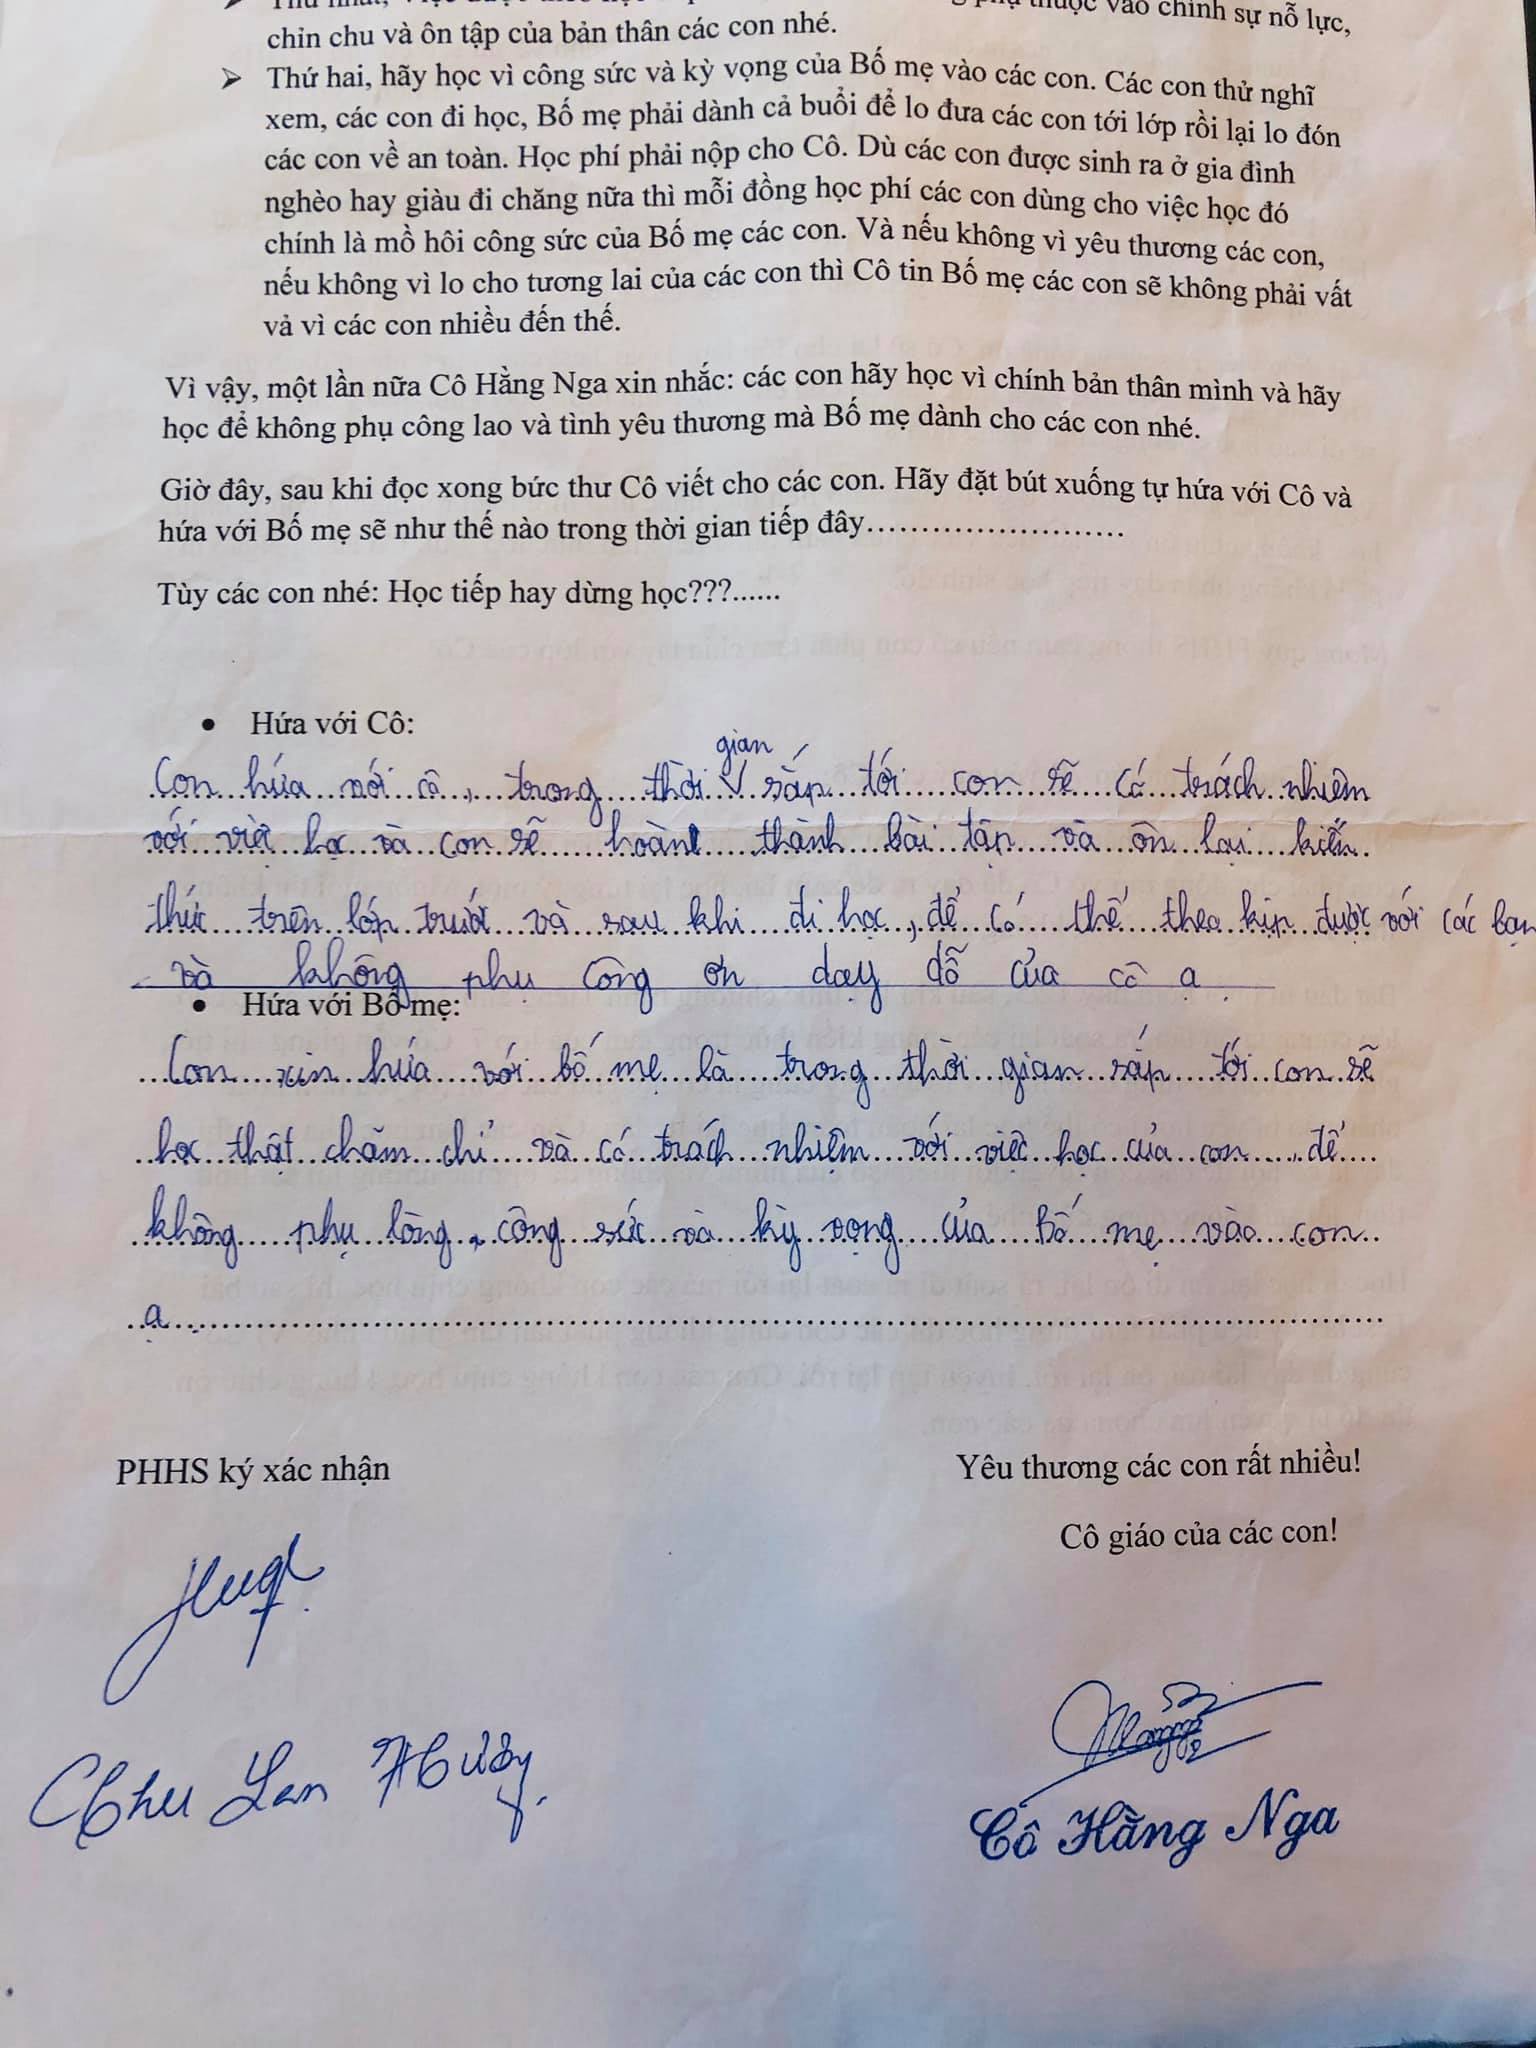 phụ thuộc vào chính sự nỗ lực,
chỉn chu và ôn tập của bản thân các con nhé.
➢ Thứ hai, hãy học vì công sức và kỳ vọng của Bố mẹ vào các con. Các con thử nghĩ
xem, các con đi học, Bố mẹ phải dành cả buổi để lo đưa các con tới lớp rồi lại lo đón
các con về an toàn. Học phí phải nộp cho Cô. Dù các con được sinh ra ở gia đình
nghèo hay giàu đi chăng nữa thì mỗi đồng học phí các con dùng cho việc học đó
chính là mồ hôi công sức của Bố mẹ các con. Và nếu không vì yêu thương các con,
nếu không vì lo cho tương lai của các con thì Cô tin Bố mẹ các con sẽ không phải vất
vả vì các con nhiều đến thế.
Vì vậy, một lần nữa Cô Hằng Nga xin nhắc: các con hãy học vì chính bản thân mình và hãy
học để không phụ công lao và tình yêu thương mà Bố mẹ dành cho các con nhé.
Giờ đây, sau khi đọc xong bức thư Cô viết cho các con. Hãy đặt bút xuống tự hứa với Cô và
hứa với Bố mẹ sẽ như thế nào trong thời gian tiếp đây........................
Tùy các con nhé: Học tiếp hay dừng học???......
• Hứa với Cô:
Con hứa với cô, trong thời gian sắp tới con sẽ có trách nhiệm
với việc học và con sẽ hoàn thành bài tập và ôn lại kiến
thức trên lớp trước và sau khi đi học, để có thể theo kịp được với các bạn
và không phụ công ơn dạy dỗ của cô ạ.
• Hứa với Bố mẹ:
Con xin hứa với bố mẹ là trong thời gian sắp tới con sẽ
học thật chăm chỉ và có trách nhiệm với việc học của con, để
không phụ lòng, công sức và kỳ vọng của Bố mẹ vào con
ạ.
PHHS ký xác nhận
Yêu thương các con rất nhiều!
Cô giáo của các con!
Chu Lan Hương
Cô Hằng Nga